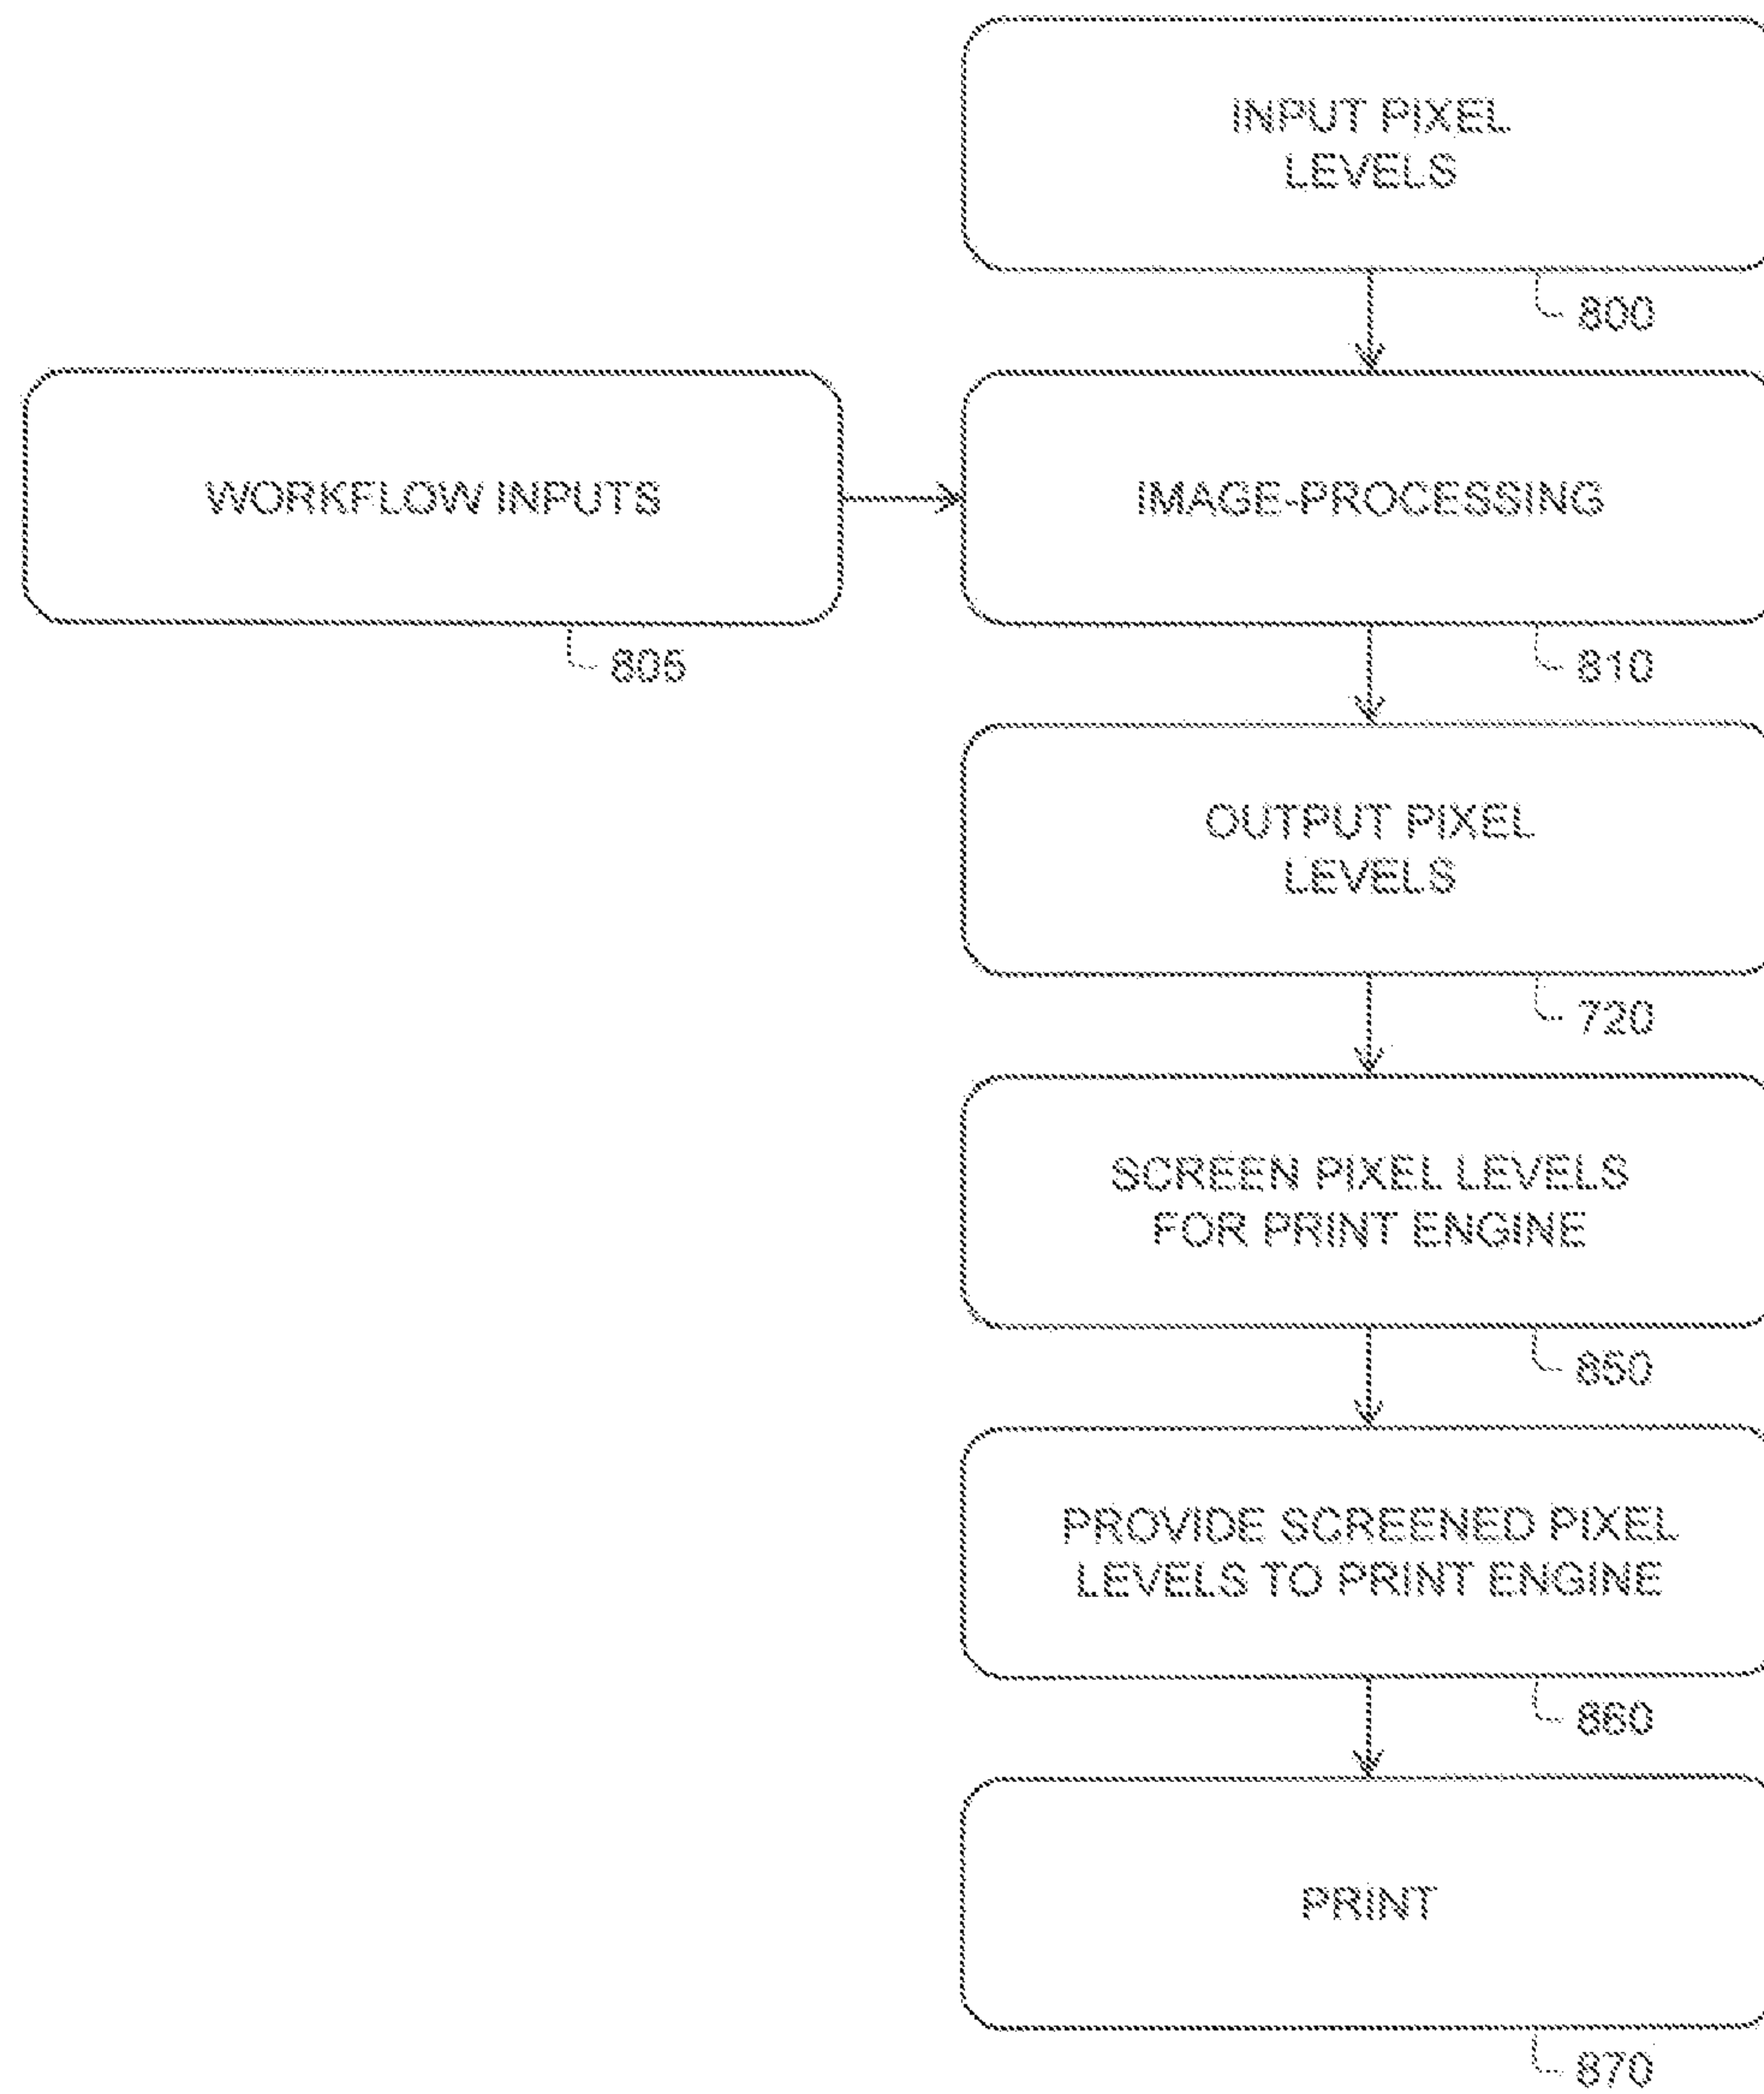 INPUT PIXEL
LEVELS
800
WORKFLOW INPUTS
805
IMAGE-PROCESSING
810
OUTPUT PIXEL
LEVELS
720
SCREEN PIXEL LEVELS
FOR PRINT ENGINE
850
PROVIDE SCREENED PIXEL
LEVELS TO PRINT ENGINE
860
PRINT
870